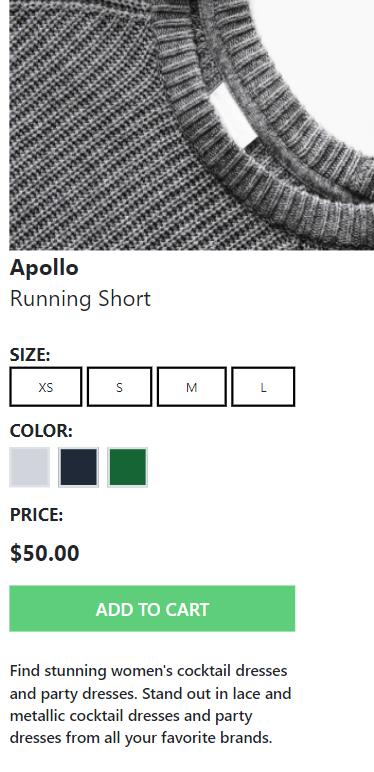 Apollo
Running Short
SIZE:
XS S M L
COLOR:
PRICE:
$50.00
ADD TO CART
Find stunning women's cocktail dresses
and party dresses. Stand out in lace and
metallic cocktail dresses and party
dresses from all your favorite brands.